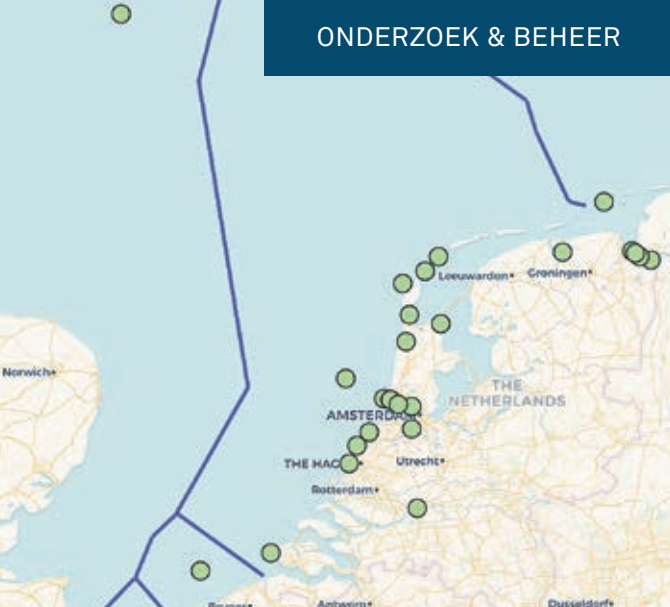 ONDERZOEK & BEHEER
Leeuwarden
Groningen
Norwich
THE
NETHERLANDS
AMSTERDAM
THE HAG
Utrecht
Rotterdam
Antwerp
Dusseldorf